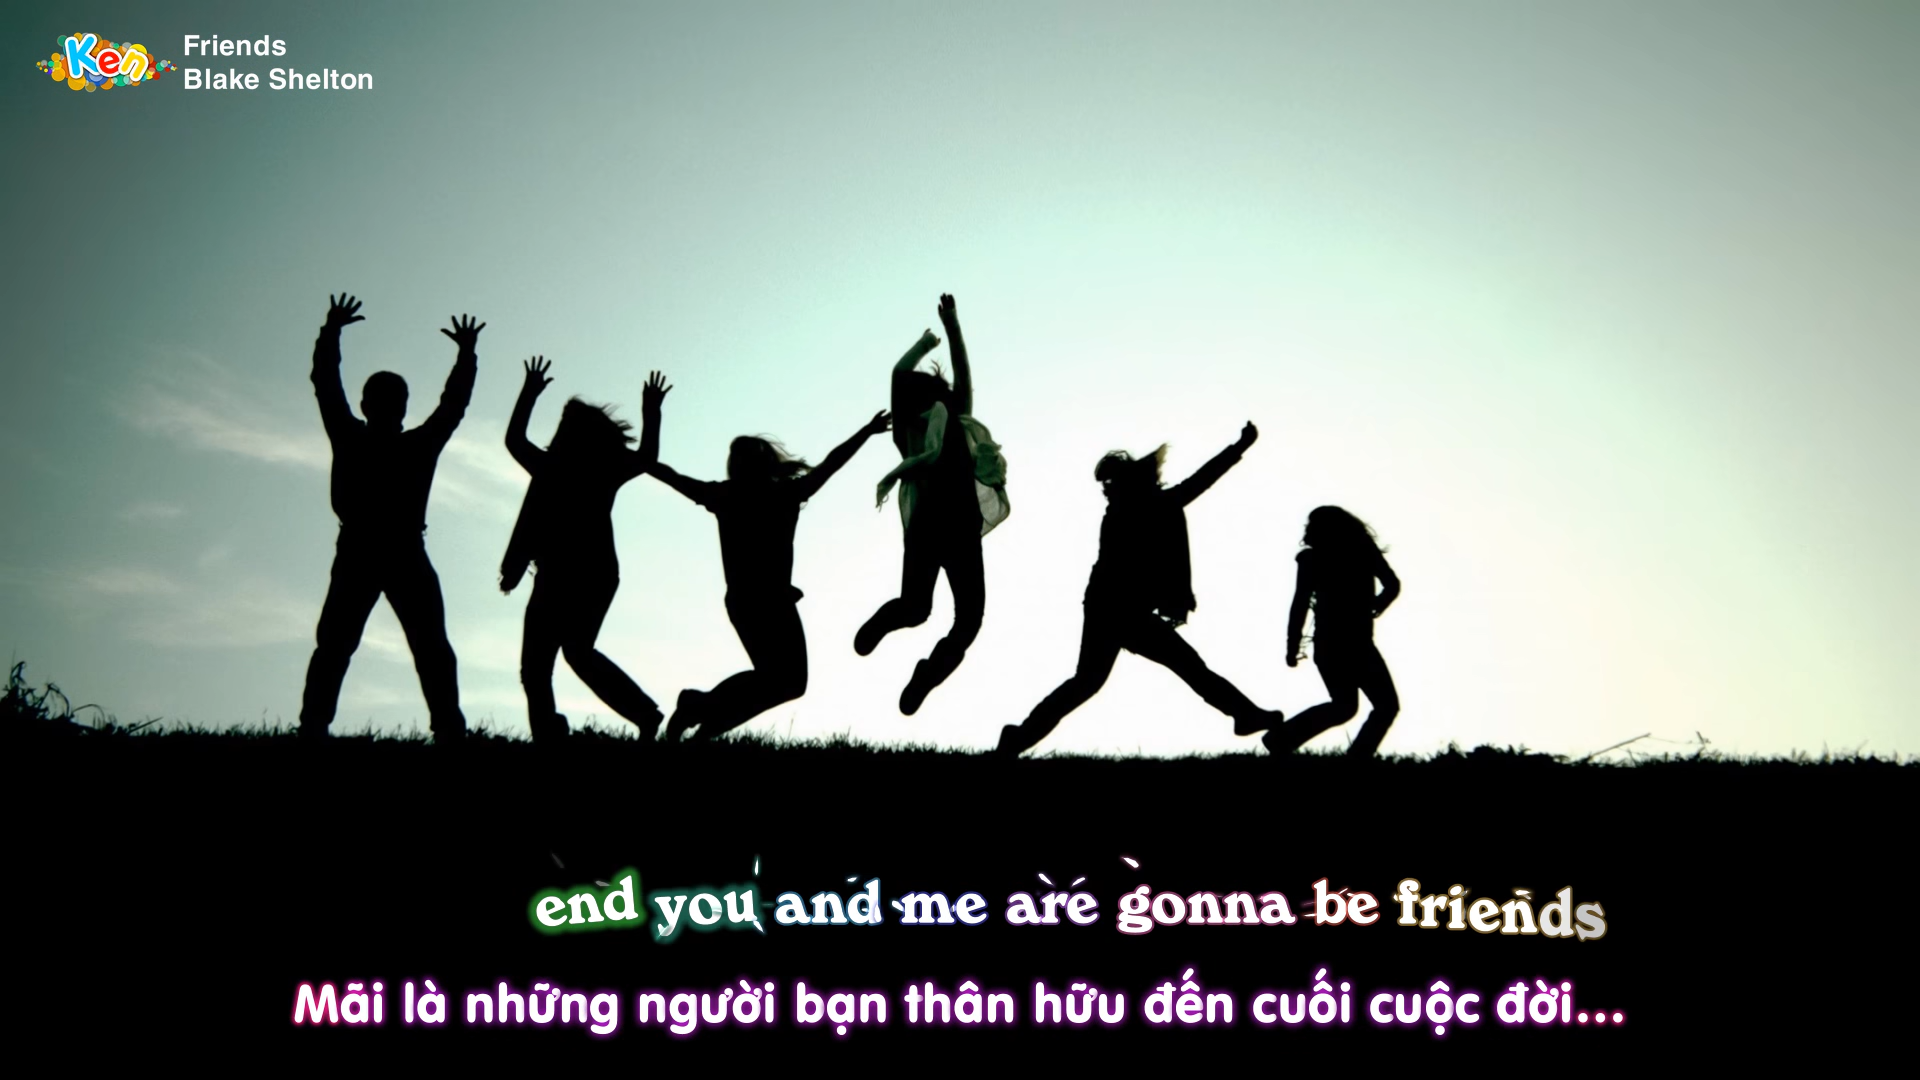 Ken
Friends
Blake Shelton
end you and me are gonna be friends
Mãi là những người bạn thân hữu đến cuối cuộc đời...